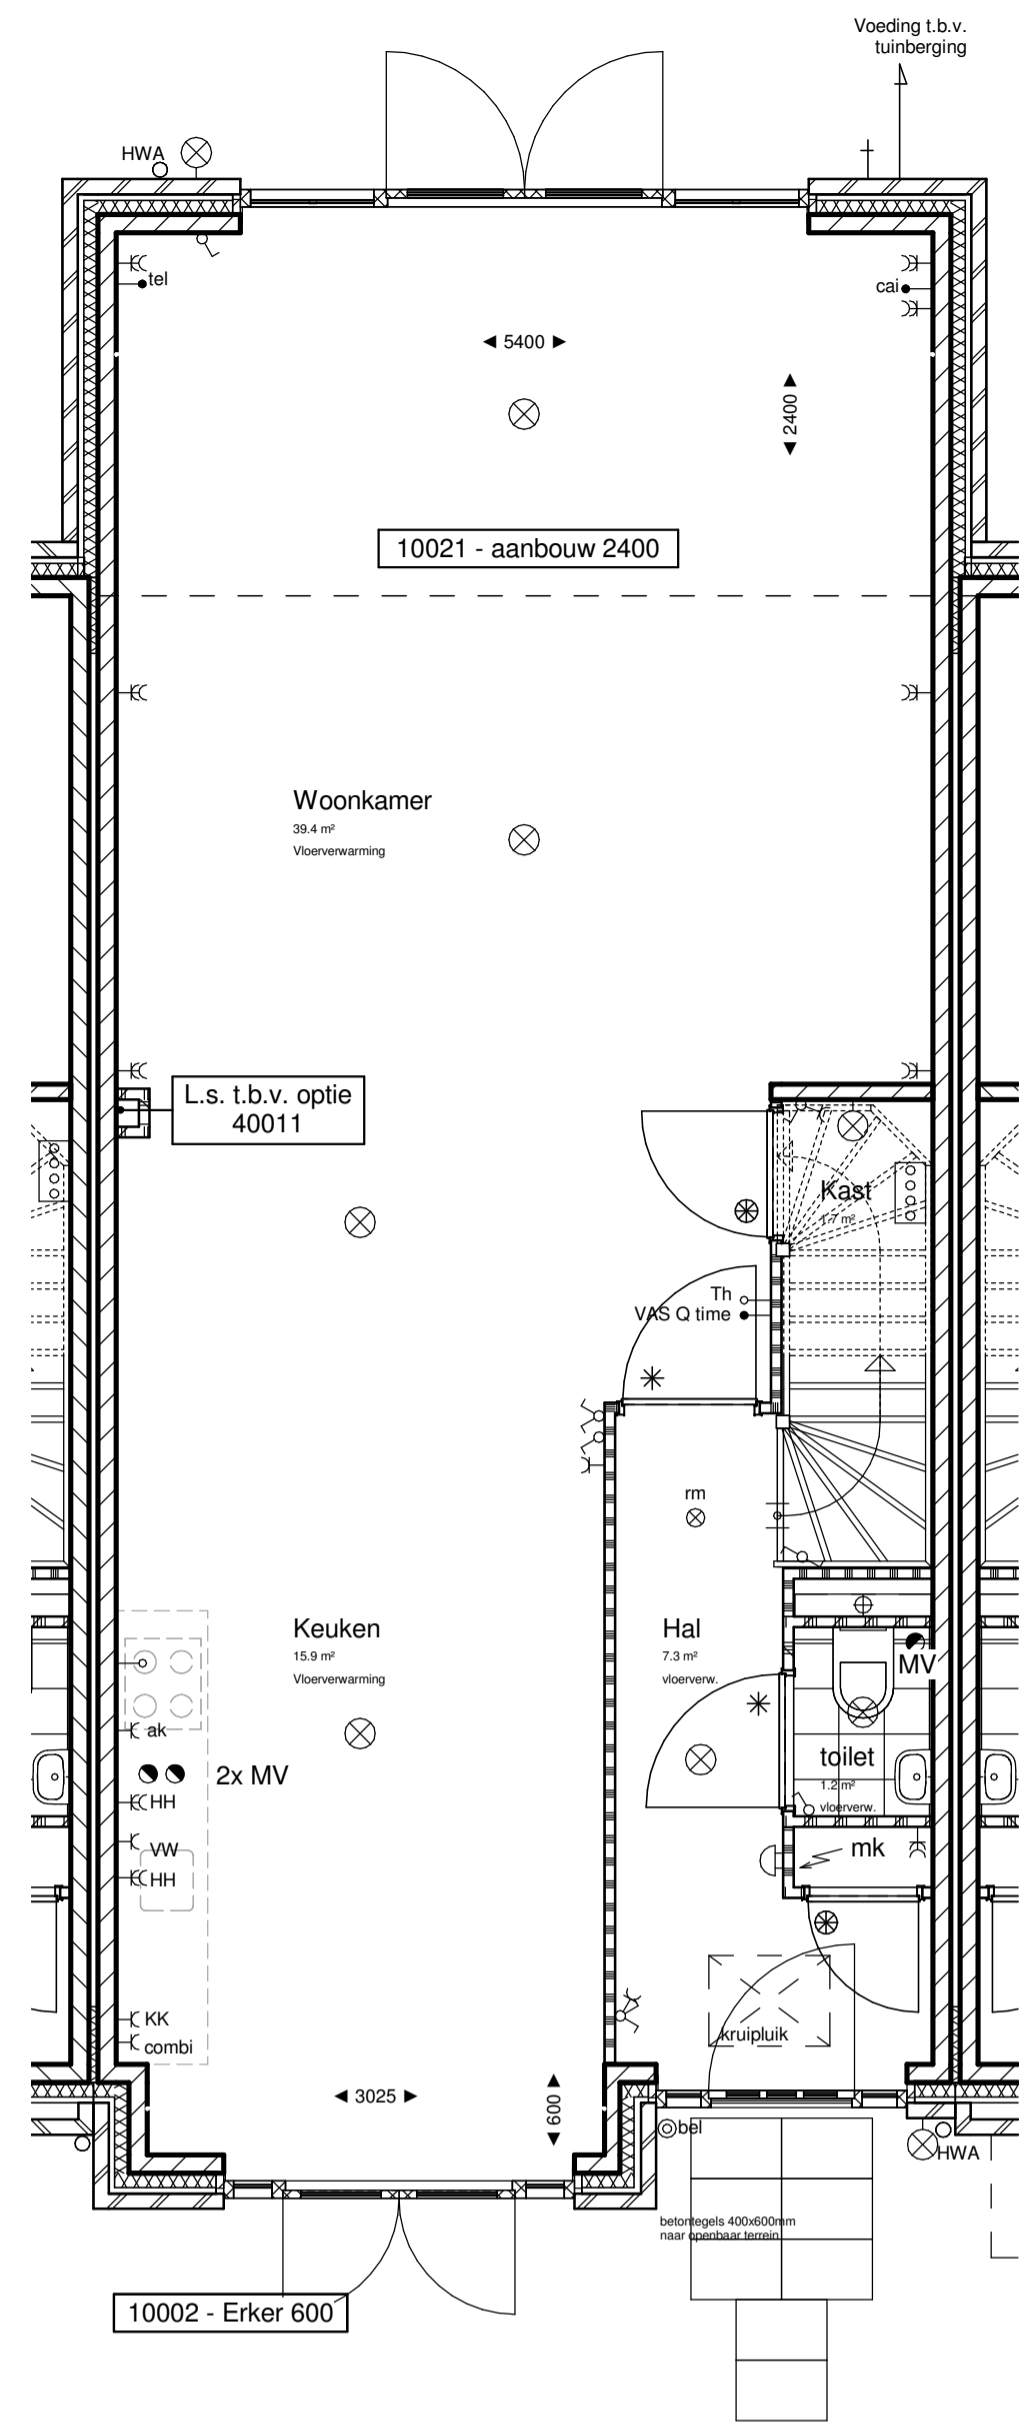 Voeding t.b.v.
tuinberging
HWA
tel
cai
5400
2400
10021 - aanbouw 2400
Woonkamer
39.4 m²
Vloerverwarming
L.s. t.b.v. optie
40011
Kast
1.7 m²
Th
VAS Q time
rm
Keuken
15.9 m²
Vloerverwarming
Hal
7.3 m²
vloerverw.
MV
ak
toilet
1.2 m²
vloerverw.
2x MV
HH
VW
HH
mk
KK
combi
kruipluik
3025
600
bel
HWA
betontegels 400x600mm
naar openbaar terrein
10002 - Erker 600